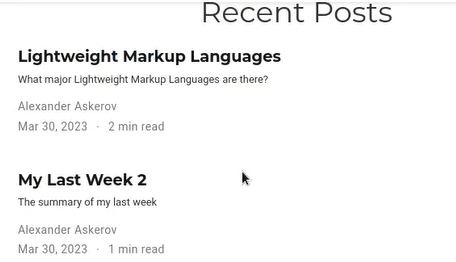 Recent Posts
Lightweight Markup Languages
What major Lightweight Markup Languages are there?
Alexander Askerov
Mar 30, 2023 · 2 min read
My Last Week 2
The summary of my last week
Alexander Askerov
Mar 30, 2023 · 1 min read